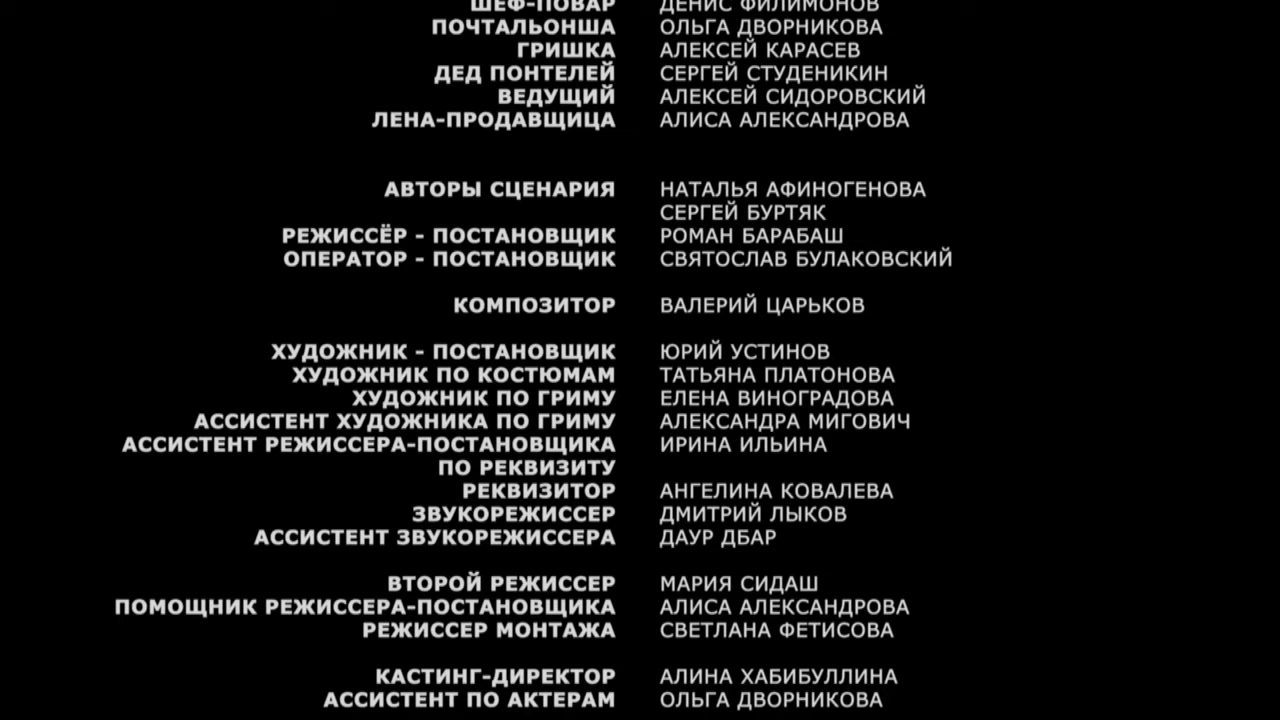 ШЕФ-ПОВАР ДЕНИС ФИЛИМОНОВ
ПОЧТАЛЬОНША ОЛЬГА ДВОРНИКОВА
ГРИШКА АЛЕКСЕЙ КАРАСЕВ
ДЕД ПОНТЕЛЕЙ СЕРГЕЙ СТУДЕНИКИН
ВЕДУЩИЙ АЛЕКСЕЙ СИДОРОВСКИЙ
ЛЕНА-ПРОДАВЩИЦА АЛИСА АЛЕКСАНДРОВА
АВТОРЫ СЦЕНАРИЯ НАТАЛЬЯ АФИНОГЕНОВА
СЕРГЕЙ БУРТЯК
РЕЖИССЁР - ПОСТАНОВЩИК РОМАН БАРАБАШ
ОПЕРАТОР - ПОСТАНОВЩИК СВЯТОСЛАВ БУЛАКОВСКИЙ
КОМПОЗИТОР ВАЛЕРИЙ ЦАРЬКОВ
ХУДОЖНИК - ПОСТАНОВЩИК ЮРИЙ УСТИНОВ
ХУДОЖНИК ПО КОСТЮМАМ ТАТЬЯНА ПЛАТОНОВА
ХУДОЖНИК ПО ГРИМУ ЕЛЕНА ВИНОГРАДОВА
АССИСТЕНТ ХУДОЖНИКА ПО ГРИМУ АЛЕКСАНДРА МИГОВИЧ
АССИСТЕНТ РЕЖИССЕРА-ПОСТАНОВЩИКА ИРИНА ИЛЬИНА
ПО РЕКВИЗИТУ
РЕКВИЗИТОР АНГЕЛИНА КОВАЛЕВА
ЗВУКОРЕЖИССЕР ДМИТРИЙ ЛЫКОВ
АССИСТЕНТ ЗВУКОРЕЖИССЕРА ДАУР ДБАР
ВТОРОЙ РЕЖИССЕР МАРИЯ СИДАШ
ПОМОЩНИК РЕЖИССЕРА-ПОСТАНОВЩИКА АЛИСА АЛЕКСАНДРОВА
РЕЖИССЕР МОНТАЖА СВЕТЛАНА ФЕТИСОВА
КАСТИНГ-ДИРЕКТОР АЛИНА ХАБИБУЛЛИНА
АССИСТЕНТ ПО АКТЕРАМ ОЛЬГА ДВОРНИКОВА